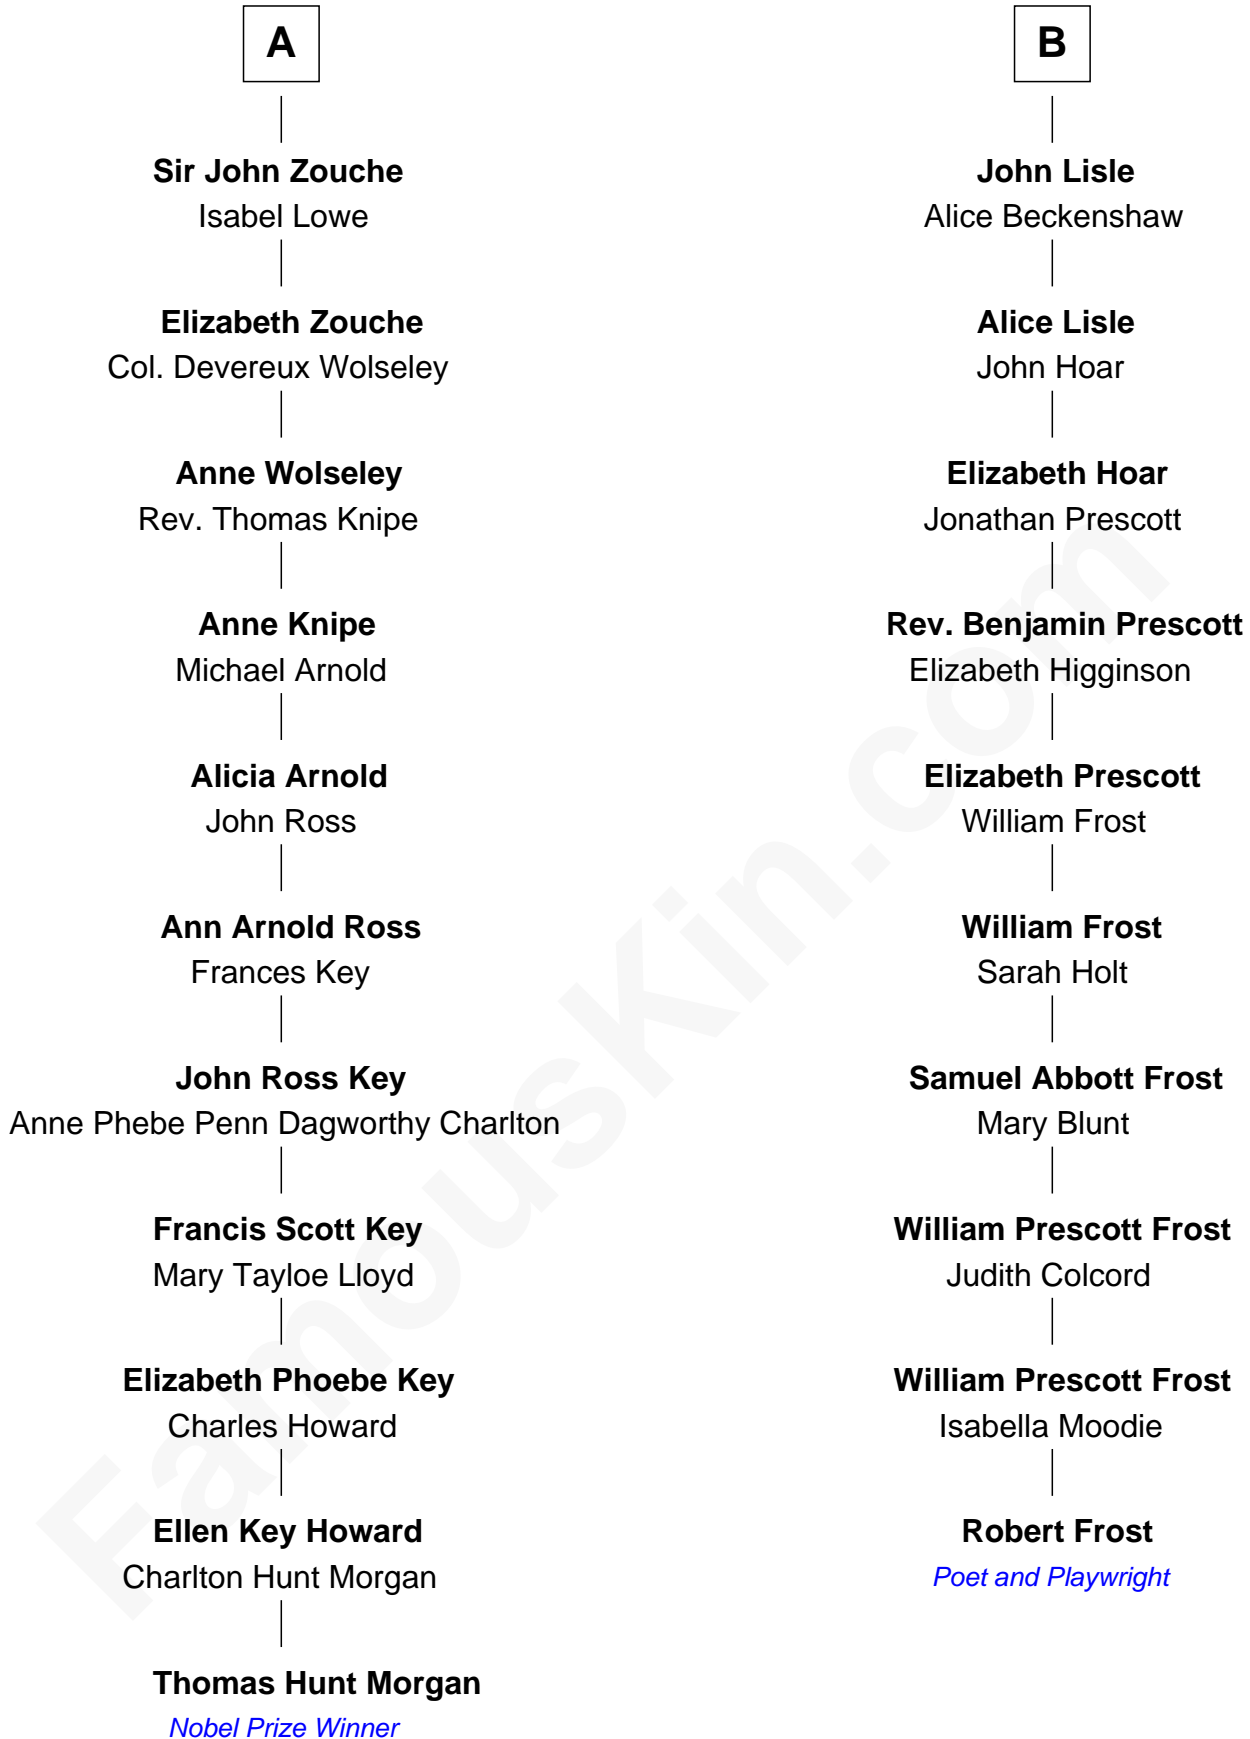 A
Sir John Zouche
Isabel Lowe
Elizabeth Zouche
Col. Devereux Wolseley
Anne Wolseley
Rev. Thomas Knipe
Anne Knipe
Michael Arnold
Alicia Arnold
John Ross
Ann Arnold Ross
Frances Key
John Ross Key
Anne Phebe Penn Dagworthy Charlton
Francis Scott Key
Mary Tayloe Lloyd
Elizabeth Phoebe Key
Charles Howard
Ellen Key Howard
Charlton Hunt Morgan
Thomas Hunt Morgan
Nobel Prize Winner
B
John Lisle
Alice Beckenshaw
Alice Lisle
John Hoar
Elizabeth Hoar
Jonathan Prescott
Rev. Benjamin Prescott
Elizabeth Higginson
Elizabeth Prescott
William Frost
William Frost
Sarah Holt
Samuel Abbott Frost
Mary Blunt
William Prescott Frost
Judith Colcord
William Prescott Frost
Isabella Moodie
Robert Frost
Poet and Playwright
FamousKin.com